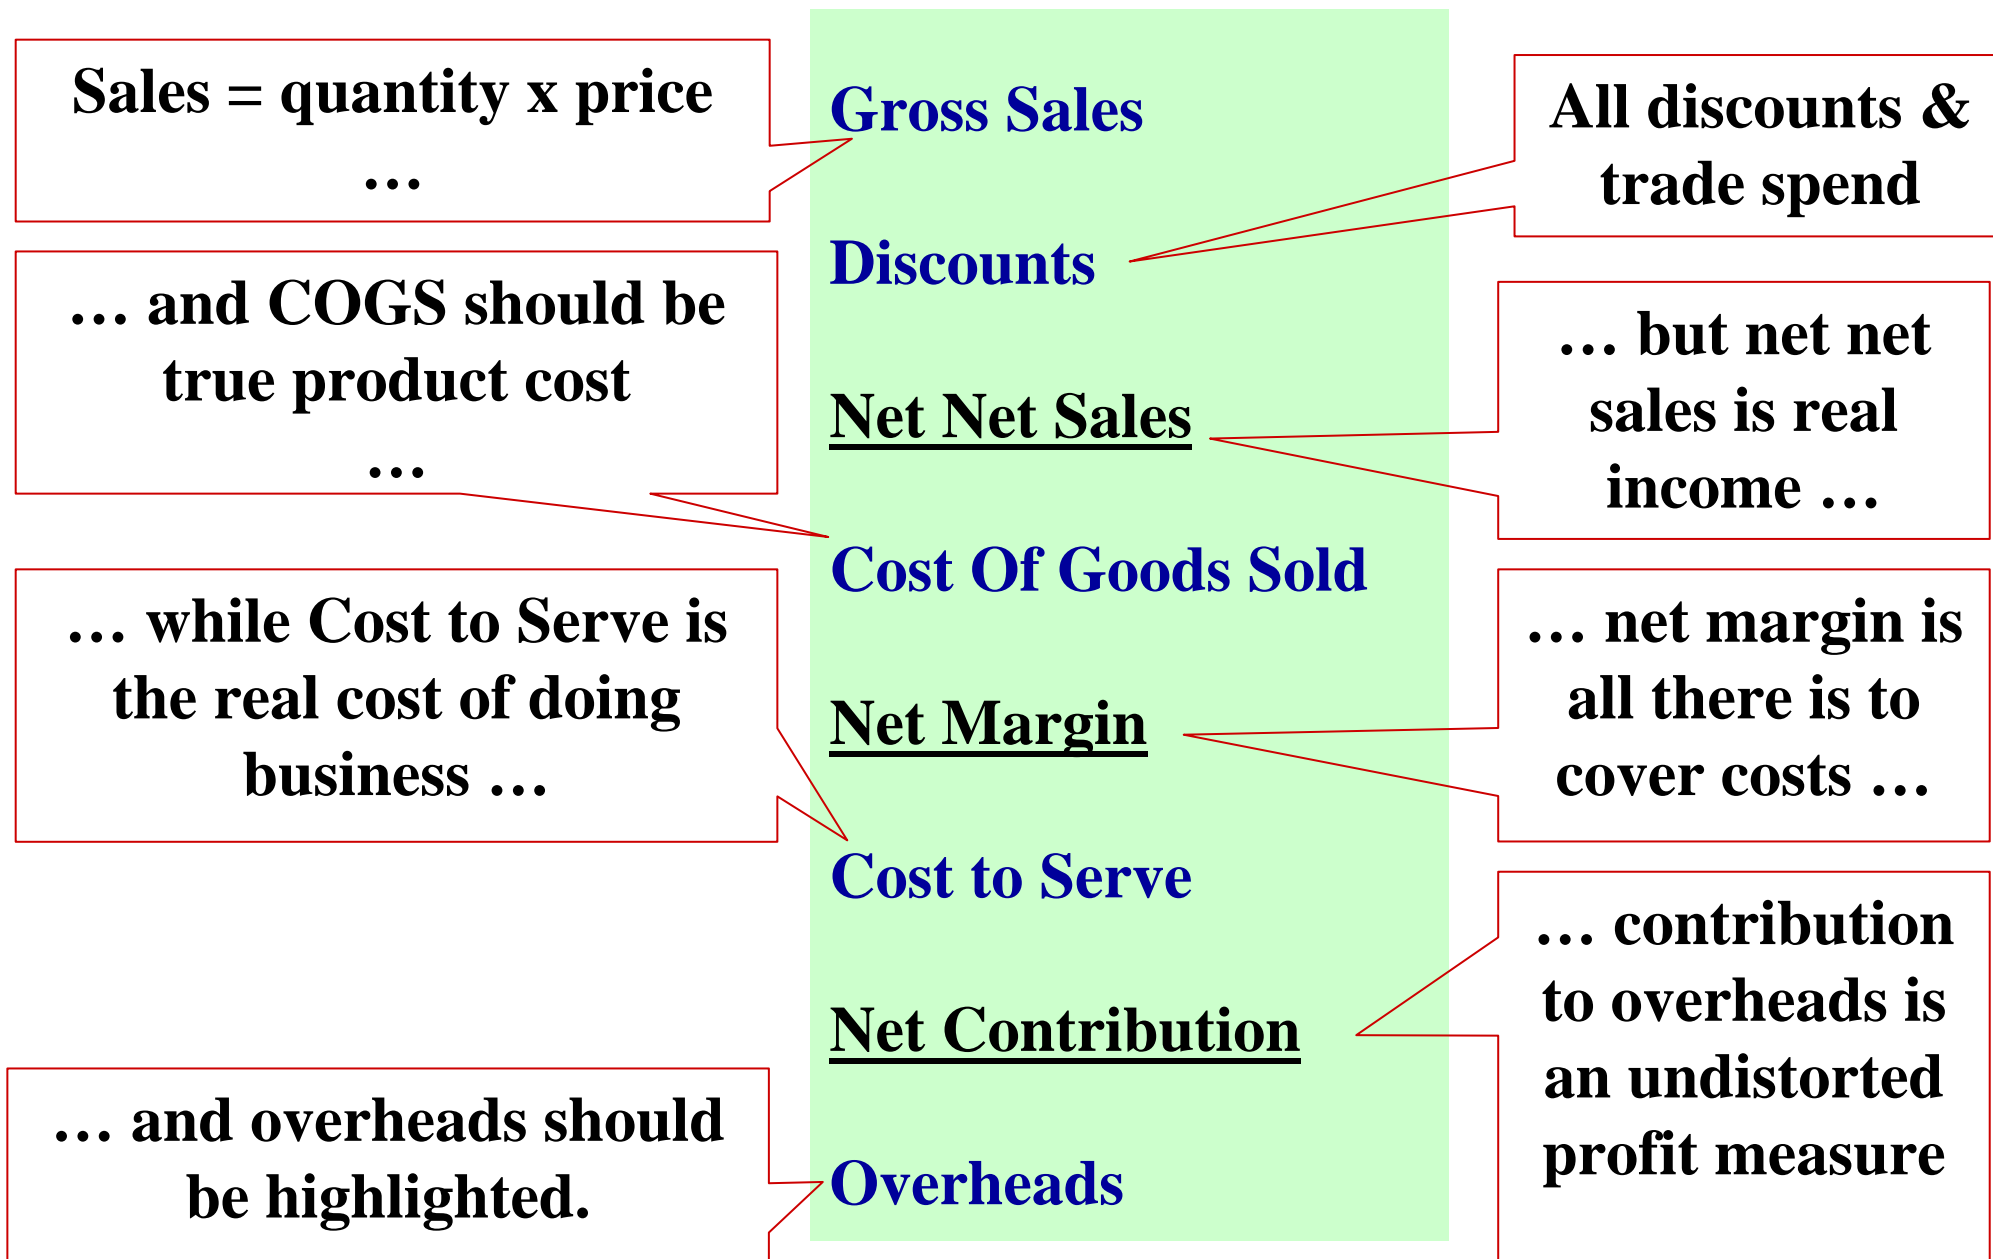 Sales = quantity x price
…
Gross Sales
All discounts &
trade spend
Discounts
… and COGS should be
true product cost
…
… but net net
sales is real
income …
Net Net Sales
Cost Of Goods Sold
… while Cost to Serve is
the real cost of doing
business …
… net margin is
all there is to
cover costs …
Net Margin
Cost to Serve
… contribution
to overheads is
an undistorted
profit measure
Net Contribution
… and overheads should
be highlighted.
Overheads